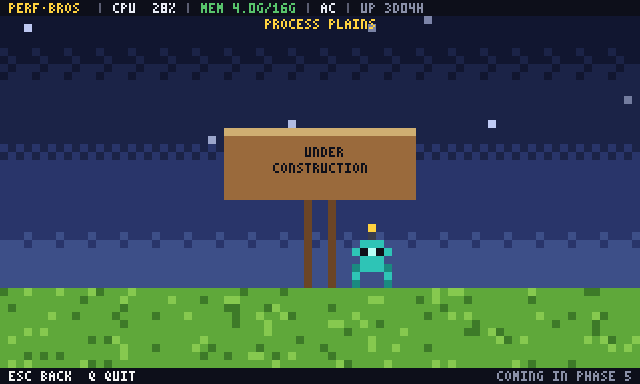 PERF·BROS | CPU 28% | MEM 4.0G/16G | AC | UP 3D04H
PROCESS PLAINS
UNDER
CONSTRUCTION
ESC BACK Q QUIT
COMING IN PHASE 5